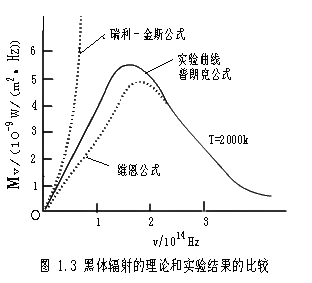 瑞利-金斯公式
实验曲线
普朗克公式
维恩公式
T=2000k
Mv/(10⁻⁹W/(m²·Hz)
6
5
4
3
2
1
O
1
2
3
v/10¹⁴Hz
图 1.3 黑体辐射的理论和实验结果的比较